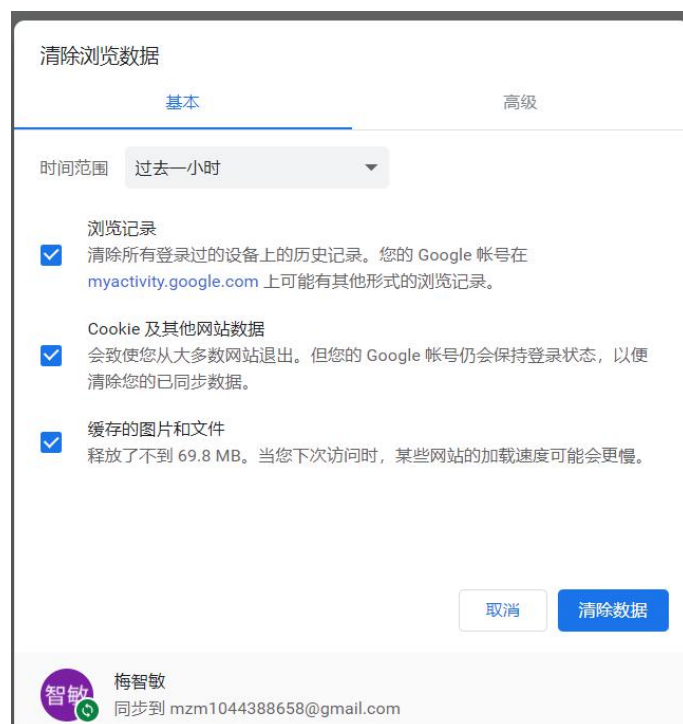 清除浏览数据
基本
高级
时间范围
过去一小时
浏览记录
清除所有登录过的设备上的历史记录。您的 Google 帐号在
myactivity.google.com 上可能有其他形式的浏览记录。
Cookie 及其他网站数据
会致使您从大多数网站退出。但您的 Google 帐号仍会保持登录状态，以便
清除您的已同步数据。
缓存的图片和文件
释放了不到 69.8 MB。当您下次访问时，某些网站的加载速度可能会更慢。
取消
清除数据
智敏
梅智敏
同步到 mzm1044388658@gmail.com